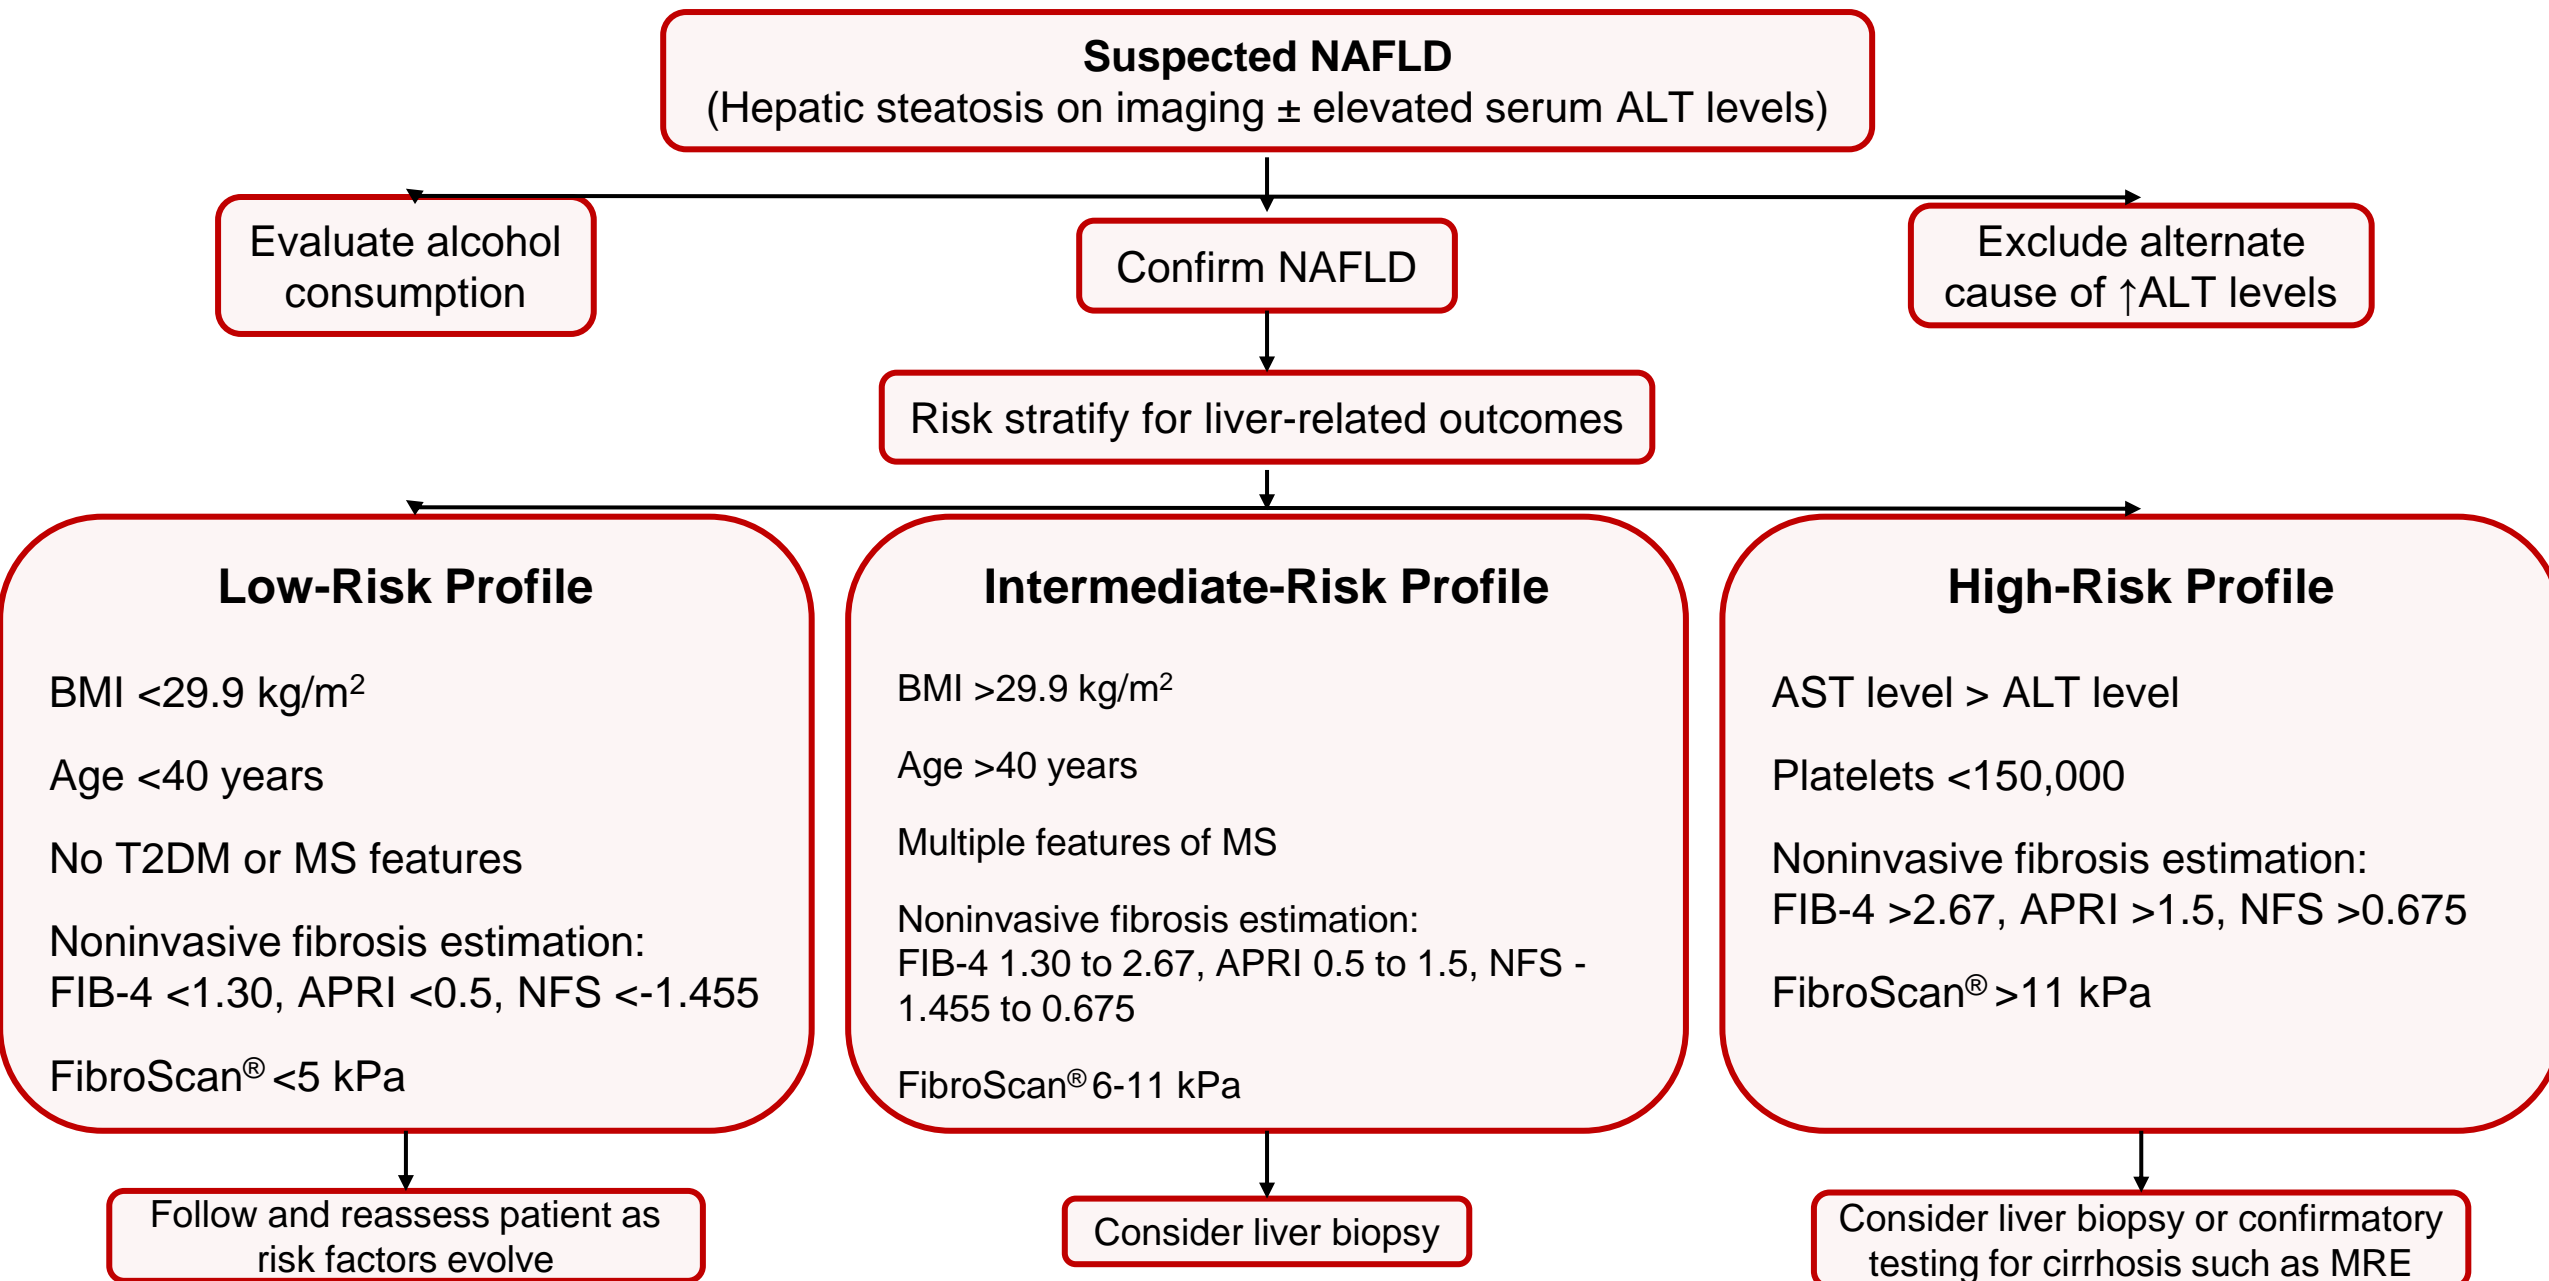 Suspected NAFLD
(Hepatic steatosis on imaging ± elevated serum ALT levels)
Evaluate alcohol
consumption
Confirm NAFLD
Exclude alternate
cause of ↑ALT levels
Risk stratify for liver-related outcomes
Low-Risk Profile
BMI <29.9 kg/m²
Age <40 years
No T2DM or MS features
Noninvasive fibrosis estimation:
FIB-4 <1.30, APRI <0.5, NFS <-1.455
FibroScan® <5 kPa
Intermediate-Risk Profile
BMI >29.9 kg/m²
Age >40 years
Multiple features of MS
Noninvasive fibrosis estimation:
FIB-4 1.30 to 2.67, APRI 0.5 to 1.5, NFS -
1.455 to 0.675
FibroScan® 6-11 kPa
High-Risk Profile
AST level > ALT level
Platelets <150,000
Noninvasive fibrosis estimation:
FIB-4 >2.67, APRI >1.5, NFS >0.675
FibroScan® >11 kPa
Follow and reassess patient as
risk factors evolve
Consider liver biopsy
Consider liver biopsy or confirmatory
testing for cirrhosis such as MRE